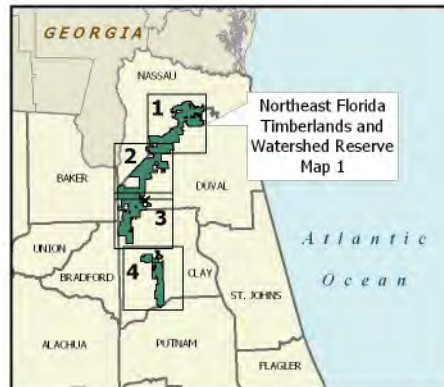 GEORGIA
NASSAU
1
Northeast Florida
Timberlands and
Watershed Reserve
Map 1
2
BAKER
DUVAL
3
UNION
Atlantic
Ocean
BRADFORD
4
CLAY
ST. JOHNS
ALACHUA
PUTNAM
FLAGLER